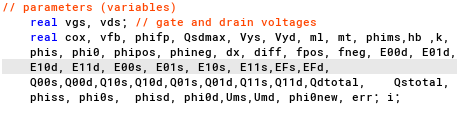 // parameters (variables)
real vgs, vds; // gate and drain voltages
real cox, vfb, phifp, Qsdmax, Vys, Vyd, ml, mt, phims,hb ,k,
phis, phi0, phipos, phineg, dx, diff, fpos, fneg, E00d, E01d,
E10d, E11d, E00s, E01s, E10s, E11s,EFs,EFd,
Q00s,Q00d,Q10s,Q10d,Q01s,Q01d,Q11s,Q11d,Qdtotal, Qstotal,
phiss, phi0s, phisd, phi0d,Ums,Umd, phi0new, err; i;